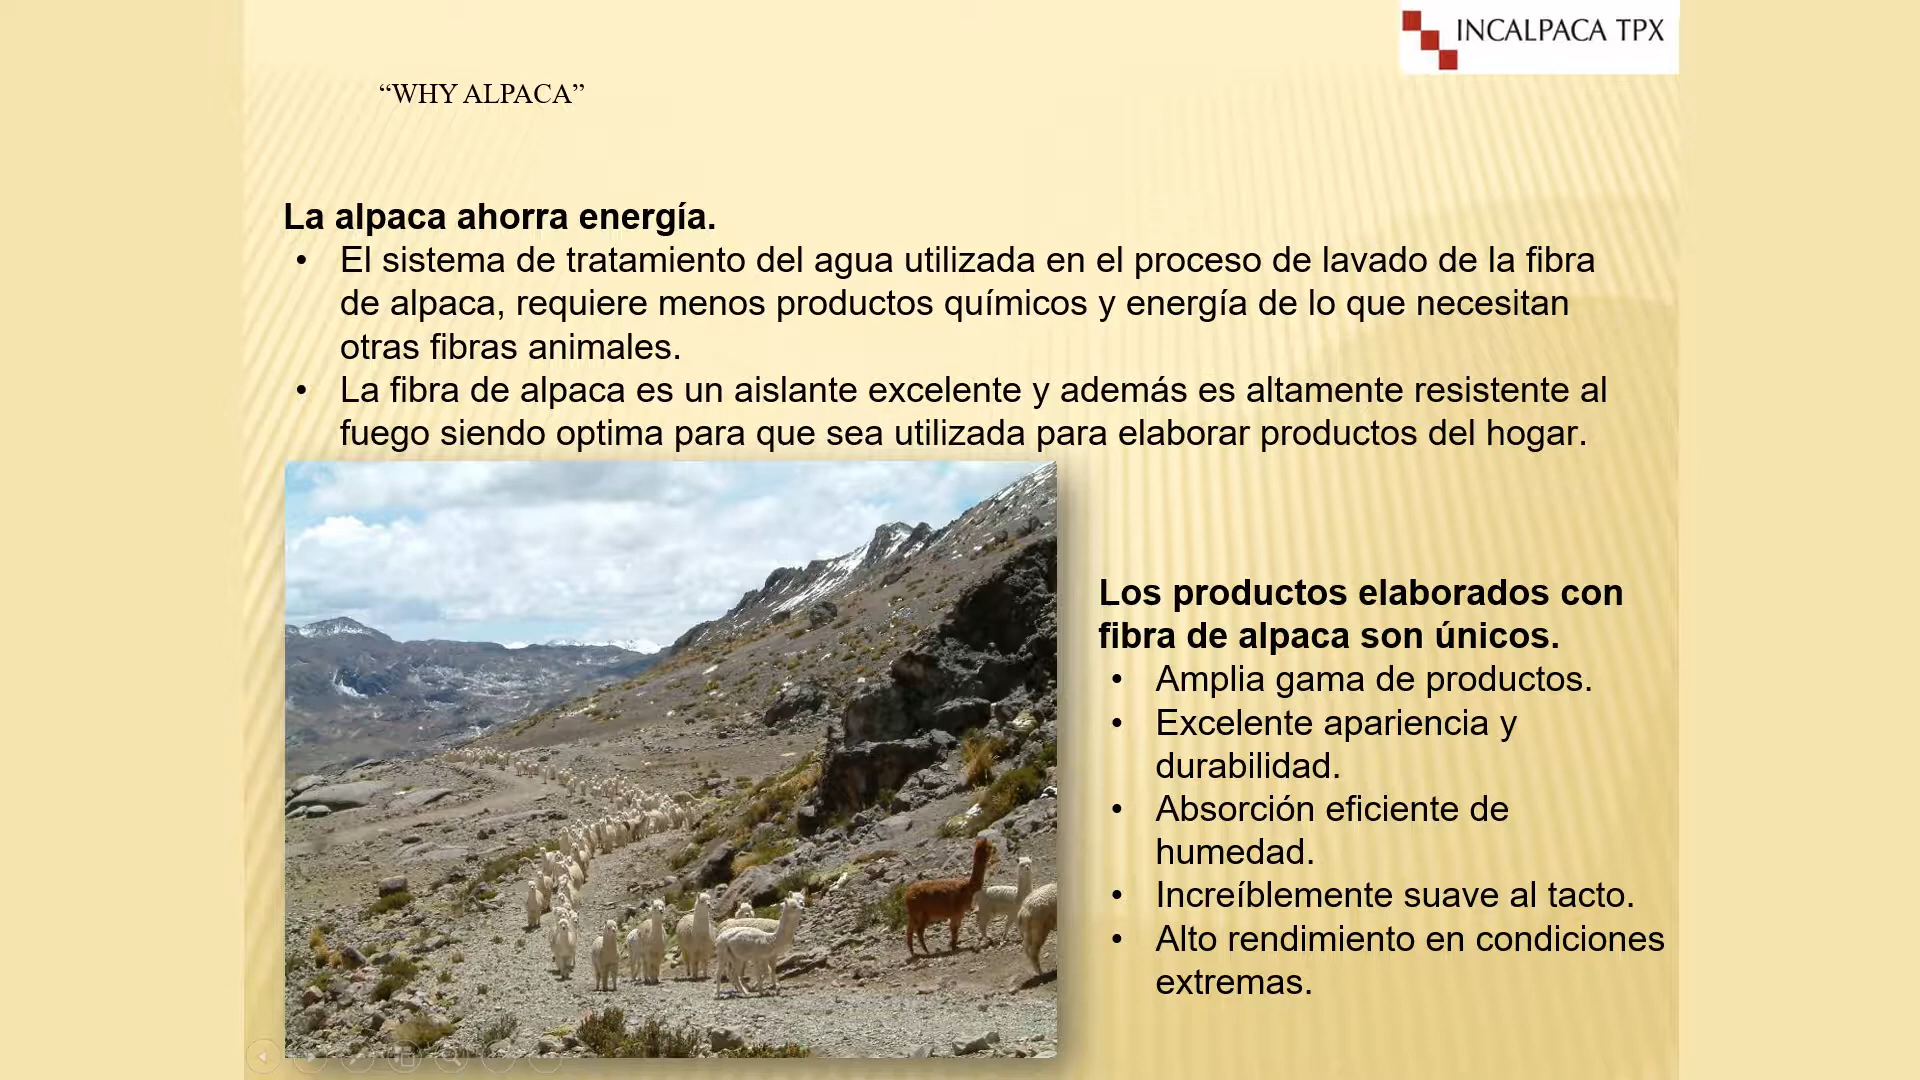 INCALPACA TPX
“WHY ALPACA”
La alpaca ahorra energía.
• El sistema de tratamiento del agua utilizada en el proceso de lavado de la fibra
de alpaca, requiere menos productos químicos y energía de lo que necesitan
otras fibras animales.
• La fibra de alpaca es un aislante excelente y además es altamente resistente al
fuego siendo optima para que sea utilizada para elaborar productos del hogar.
Los productos elaborados con
fibra de alpaca son únicos.
• Amplia gama de productos.
• Excelente apariencia y
durabilidad.
• Absorción eficiente de
humedad.
• Increíblemente suave al tacto.
• Alto rendimiento en condiciones
extremas.